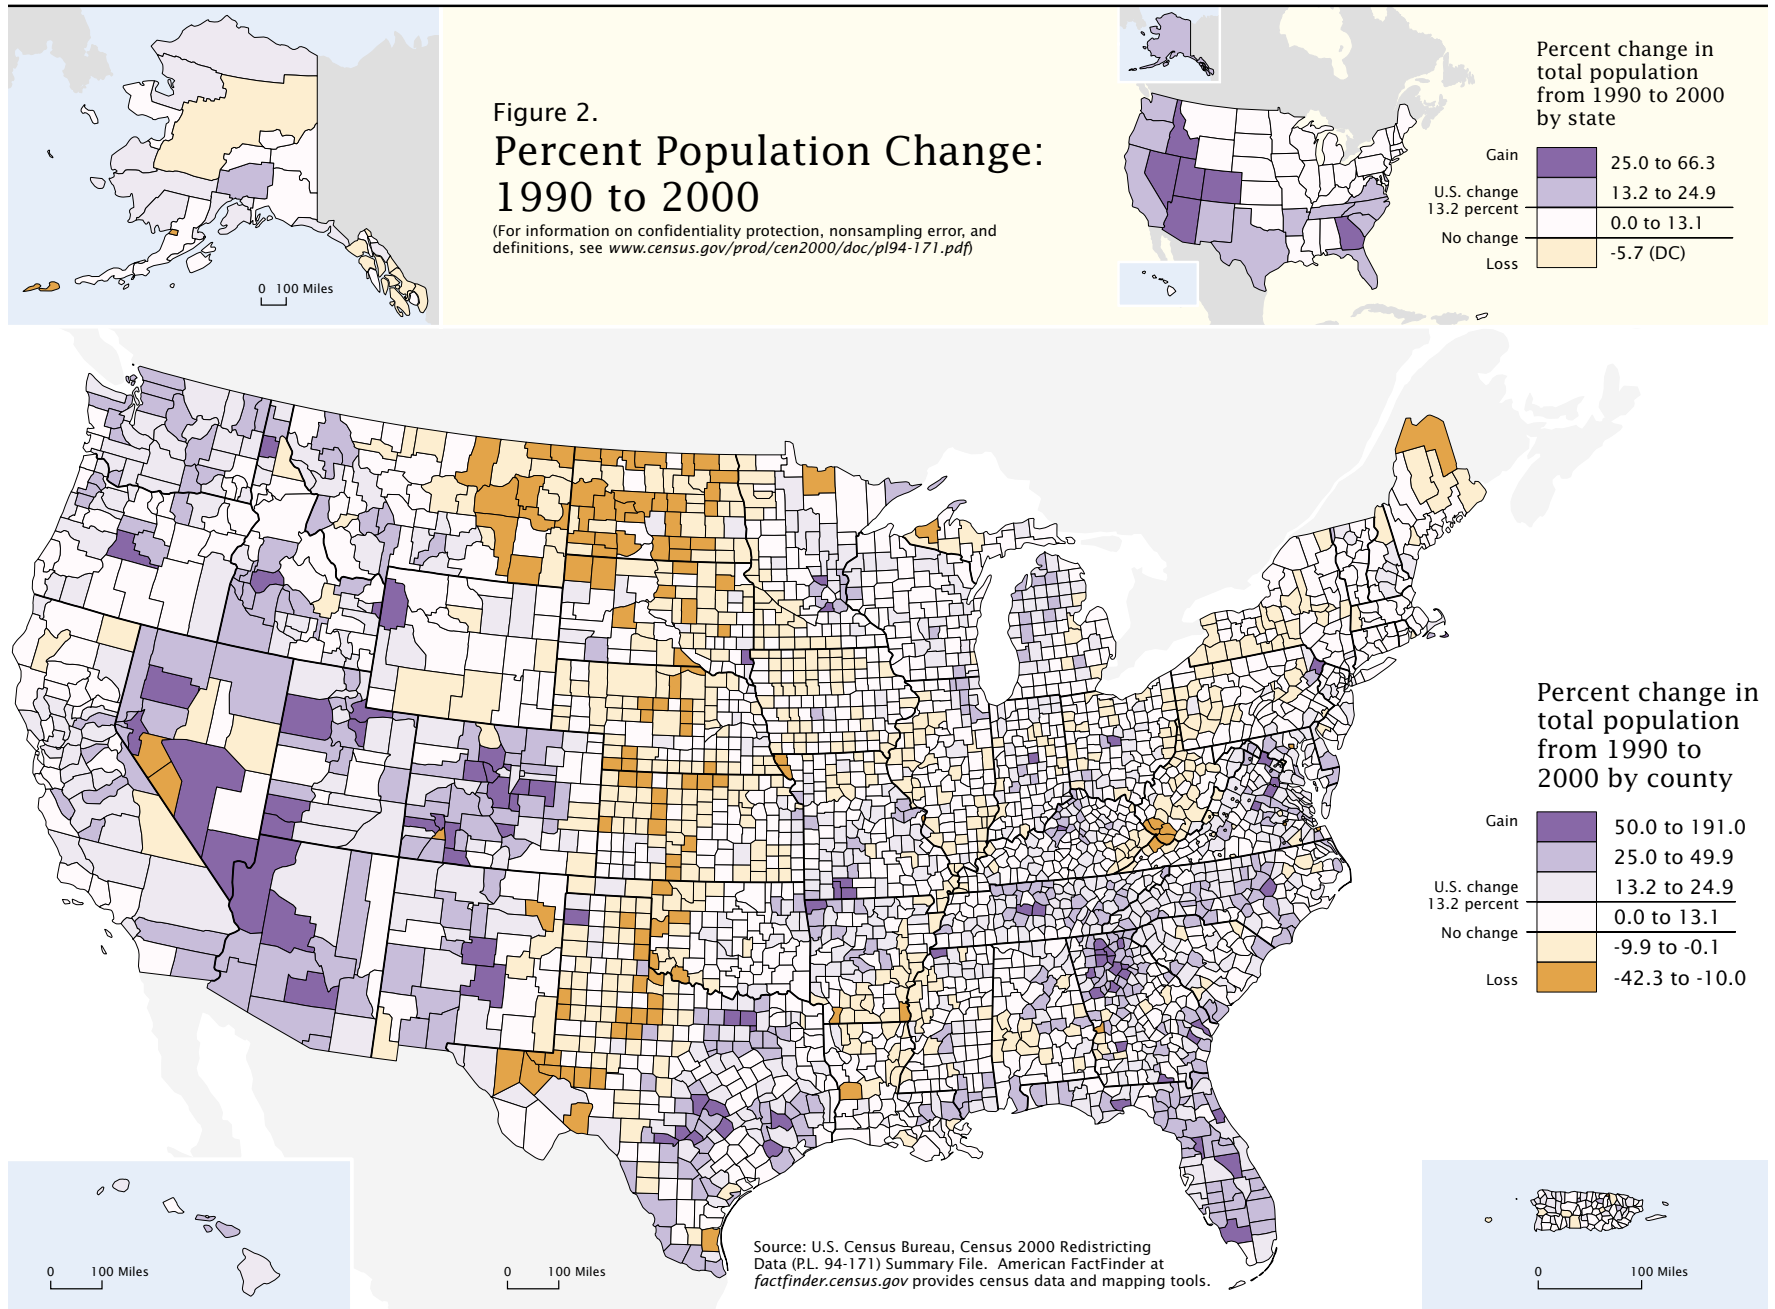 Figure 2.
Percent Population Change:
1990 to 2000
(For information on confidentiality protection, nonsampling error, and
definitions, see www.census.gov/prod/cen2000/doc/pl94-171.pdf)
0 100 Miles
Percent change in
total population
from 1990 to 2000
by state
Gain
25.0 to 66.3
U.S. change
13.2 percent
13.2 to 24.9
0.0 to 13.1
No change
Loss
-5.7 (DC)
Percent change in
total population
from 1990 to
2000 by county
Gain
50.0 to 191.0
25.0 to 49.9
U.S. change
13.2 percent
13.2 to 24.9
0.0 to 13.1
No change
-9.9 to -0.1
Loss
-42.3 to -10.0
0 100 Miles
0 100 Miles
Source: U.S. Census Bureau, Census 2000 Redistricting
Data (P.L. 94-171) Summary File. American FactFinder at
factfinder.census.gov provides census data and mapping tools.
0 100 Miles